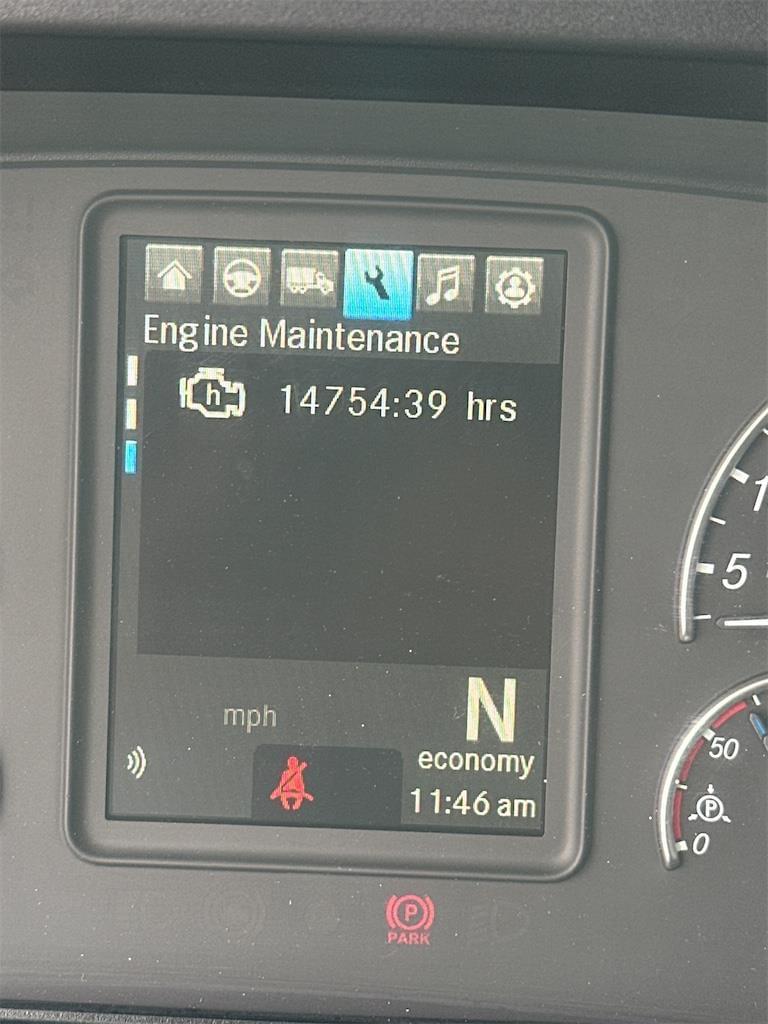 Engine Maintenance
h 14754:39 hrs
mph
N
economy
11:46 am
5
50
P
0
P
PARK